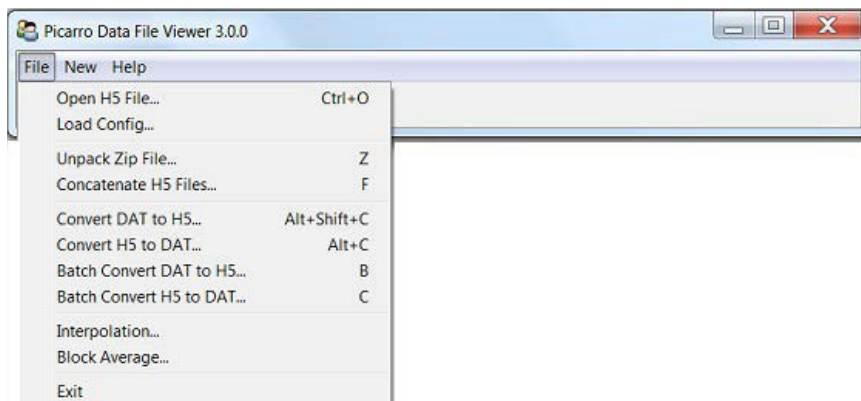 Picarro Data File Viewer 3.0.0
File New Help
Open H5 File... Ctrl+O
Load Config...
Unpack Zip File... Z
Concatenate H5 Files... F
Convert DAT to H5... Alt+Shift+C
Convert H5 to DAT... Alt+C
Batch Convert DAT to H5... B
Batch Convert H5 to DAT... C
Interpolation...
Block Average...
Exit